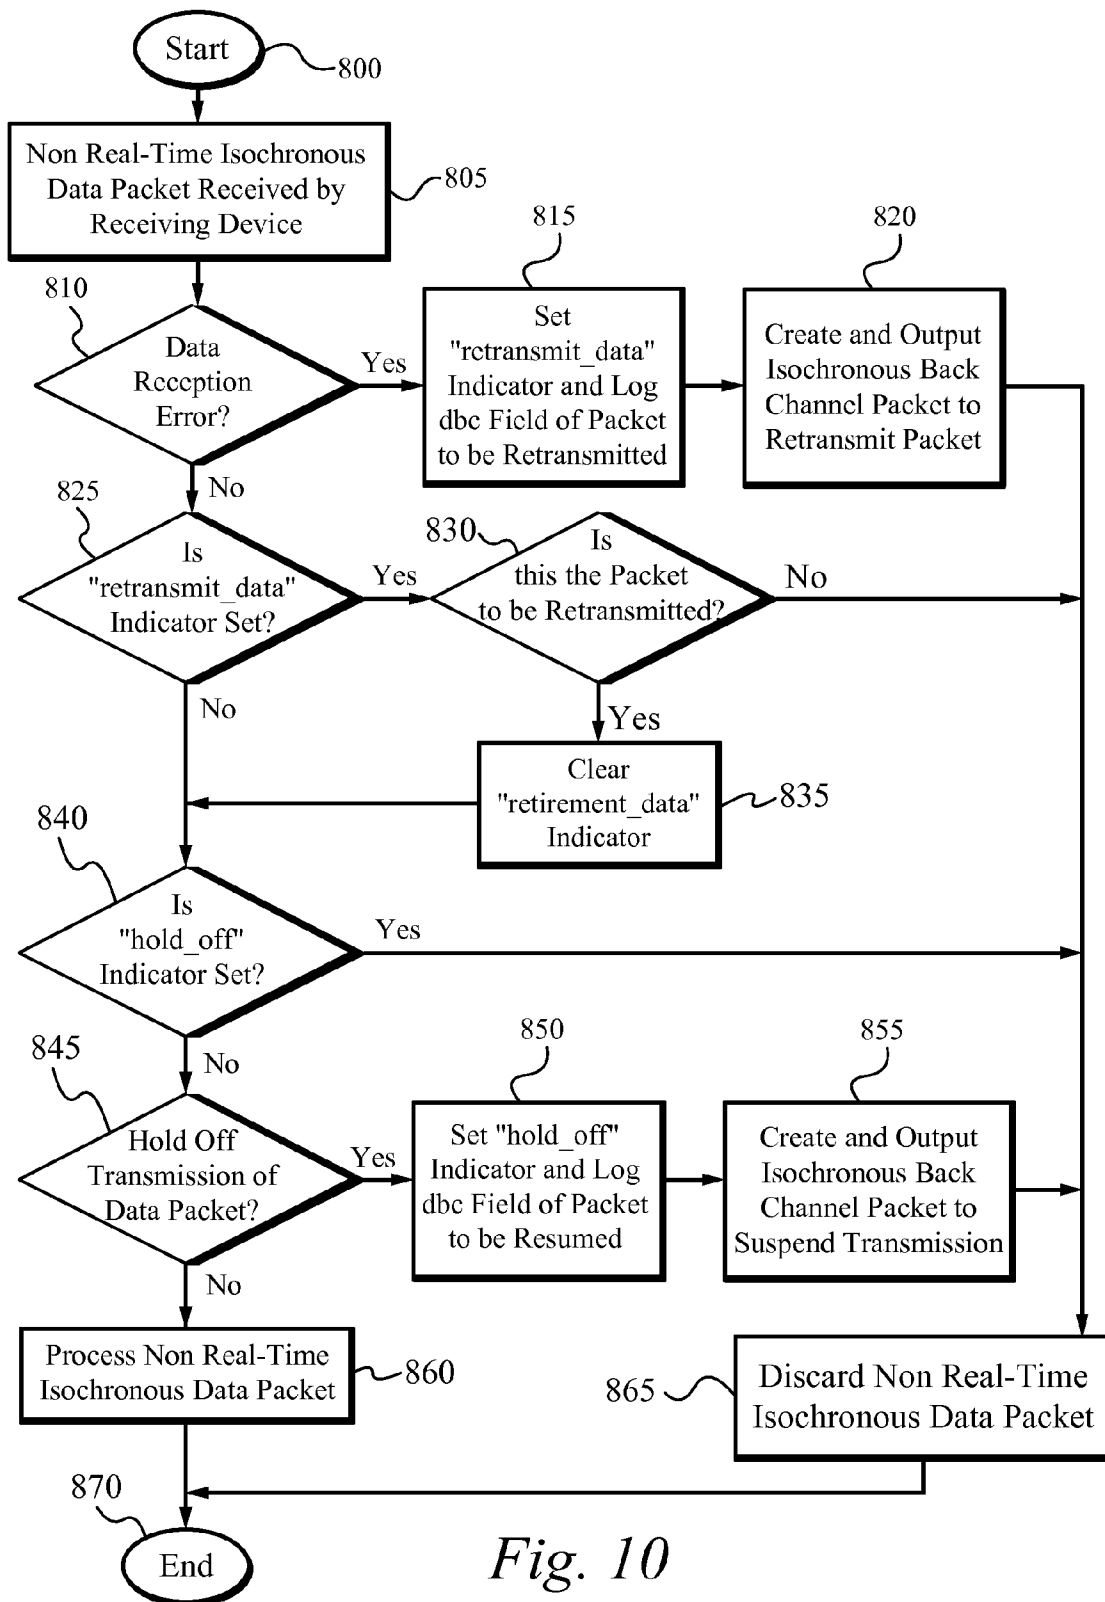 Start
800
Non Real-Time Isochronous
Data Packet Received by
Receiving Device
805
810
Data
Reception
Error?
Yes
No
815
Set
"retransmit_data"
Indicator and Log
dbc Field of Packet
to be Retransmitted
820
Create and Output
Isochronous Back
Channel Packet to
Retransmit Packet
825
Is
"retransmit_data"
Indicator Set?
Yes
No
830
Is
this the Packet
to be Retransmitted?
No
Yes
Clear
"retirement_data"
Indicator
835
840
Is
"hold_off"
Indicator Set?
Yes
No
845
Hold Off
Transmission of
Data Packet?
Yes
No
850
Set "hold_off"
Indicator and Log
dbc Field of Packet
to be Resumed
855
Create and Output
Isochronous Back
Channel Packet to
Suspend Transmission
Process Non Real-Time
Isochronous Data Packet
860
865
Discard Non Real-Time
Isochronous Data Packet
870
End
Fig. 10